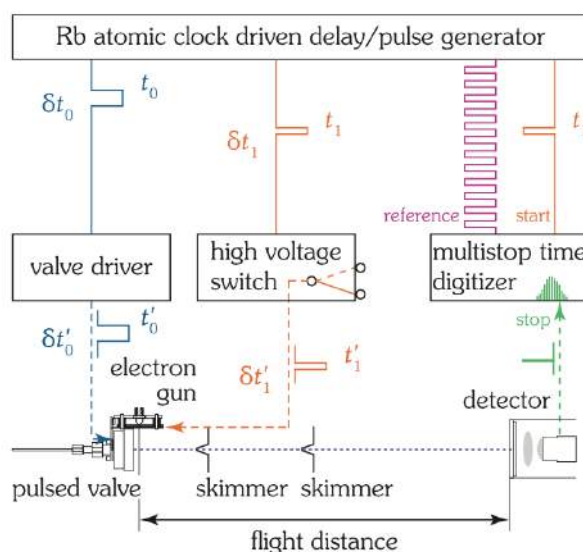 Rb atomic clock driven delay/pulse generator
t₀
δt₀
t₁
δt₁
t₁
reference
start
valve driver
high voltage
switch
multistop time
digitizer
t′₀
δt′₀
stop
electron
gun
t′₁
δt′₁
detector
pulsed valve
skimmer
skimmer
flight distance